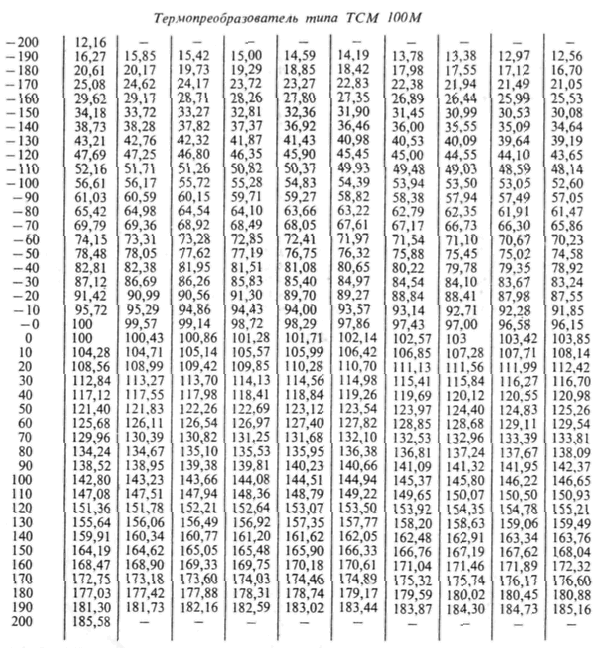 Термопреобразователь типа ТСМ 100М
−200 12,16 — — — — — — — — —
−190 16,27 15,85 15,42 15,00 14,59 14,19 13,78 13,38 12,97 12,56
−180 20,61 20,17 19,73 19,29 18,85 18,42 17,98 17,55 17,12 16,70
−170 25,08 24,62 24,17 23,72 23,27 22,83 22,38 21,94 21,49 21,05
−160 29,62 29,17 28,71 28,26 27,80 27,35 26,89 26,44 25,99 25,53
−150 34,18 33,72 33,27 32,81 32,36 31,90 31,45 30,99 30,53 30,08
−140 38,73 38,28 37,82 37,37 36,92 36,46 36,00 35,55 35,09 34,64
−130 43,21 42,76 42,32 41,87 41,43 40,98 40,53 40,09 39,64 39,19
−120 47,69 47,25 46,80 46,35 45,90 45,45 45,00 44,55 44,10 43,65
−110 52,16 51,71 51,26 50,82 50,37 49,93 49,48 49,03 48,59 48,14
−100 56,61 56,17 55,72 55,28 54,83 54,39 53,94 53,50 53,05 52,60
−90 61,03 60,59 60,15 59,71 59,27 58,82 58,38 57,94 57,49 57,05
−80 65,42 64,98 64,54 64,10 63,66 63,22 62,79 62,35 61,91 61,47
−70 69,79 69,36 68,92 68,49 68,05 67,61 67,17 66,73 66,30 65,86
−60 74,15 73,31 73,28 72,85 72,41 71,97 71,54 71,10 70,67 70,23
−50 78,48 78,05 77,62 77,19 76,75 76,32 75,88 75,45 75,02 74,58
−40 82,81 82,38 81,95 81,51 81,08 80,65 80,22 79,78 79,35 78,92
−30 87,12 86,69 86,26 85,83 85,40 84,97 84,54 84,10 83,67 83,24
−20 91,42 90,99 90,56 91,30 89,70 89,27 88,84 88,41 87,98 87,55
−10 95,72 95,29 94,86 94,43 94,00 93,57 93,14 92,71 92,28 91,85
−0 100 99,57 99,14 98,72 98,29 97,86 97,43 97,00 96,58 96,15
0 100 100,43 100,86 101,28 101,71 102,14 102,57 103 103,42 103,85
10 104,28 104,71 105,14 105,57 105,99 106,42 106,85 107,28 107,71 108,14
20 108,56 108,99 109,42 109,85 110,28 110,70 111,13 111,56 111,99 112,42
30 112,84 113,27 113,70 114,13 114,56 114,98 115,41 115,84 116,27 116,70
40 117,12 117,55 117,98 118,41 118,84 119,26 119,69 120,12 120,55 120,98
50 121,40 121,83 122,26 122,69 123,12 123,54 123,97 124,40 124,83 125,26
60 125,68 126,11 126,54 126,97 127,40 127,82 128,85 128,68 129,11 129,54
70 129,96 130,39 130,82 131,25 131,68 132,10 132,53 132,96 133,39 133,81
80 134,24 134,67 135,10 135,53 135,95 136,38 136,81 137,24 137,67 138,09
90 138,52 138,95 139,38 139,81 140,23 140,66 141,09 141,32 141,95 142,37
100 142,80 143,23 143,66 144,08 144,51 144,94 145,37 145,80 146,22 146,65
110 147,08 147,51 147,94 148,36 148,79 149,22 149,65 150,07 150,50 150,93
120 151,36 151,78 152,21 152,64 153,07 153,50 153,92 154,35 154,78 155,21
130 155,64 156,06 156,49 156,92 157,35 157,77 158,20 158,63 159,06 159,49
140 159,91 160,34 160,77 161,20 161,62 162,05 162,48 162,91 163,34 163,76
150 164,19 164,62 165,05 165,48 165,90 166,33 166,76 167,19 167,62 168,04
160 168,47 168,90 169,33 169,75 170,18 170,61 171,04 171,46 171,89 172,32
170 172,75 173,18 173,60 174,03 174,46 174,89 175,32 175,74 176,17 176,60
180 177,03 177,42 177,88 178,31 178,74 179,17 179,59 180,02 180,45 180,88
190 181,30 181,73 182,16 182,59 183,02 183,44 183,87 184,30 184,73 185,16
200 185,58 — — — — — — — — —